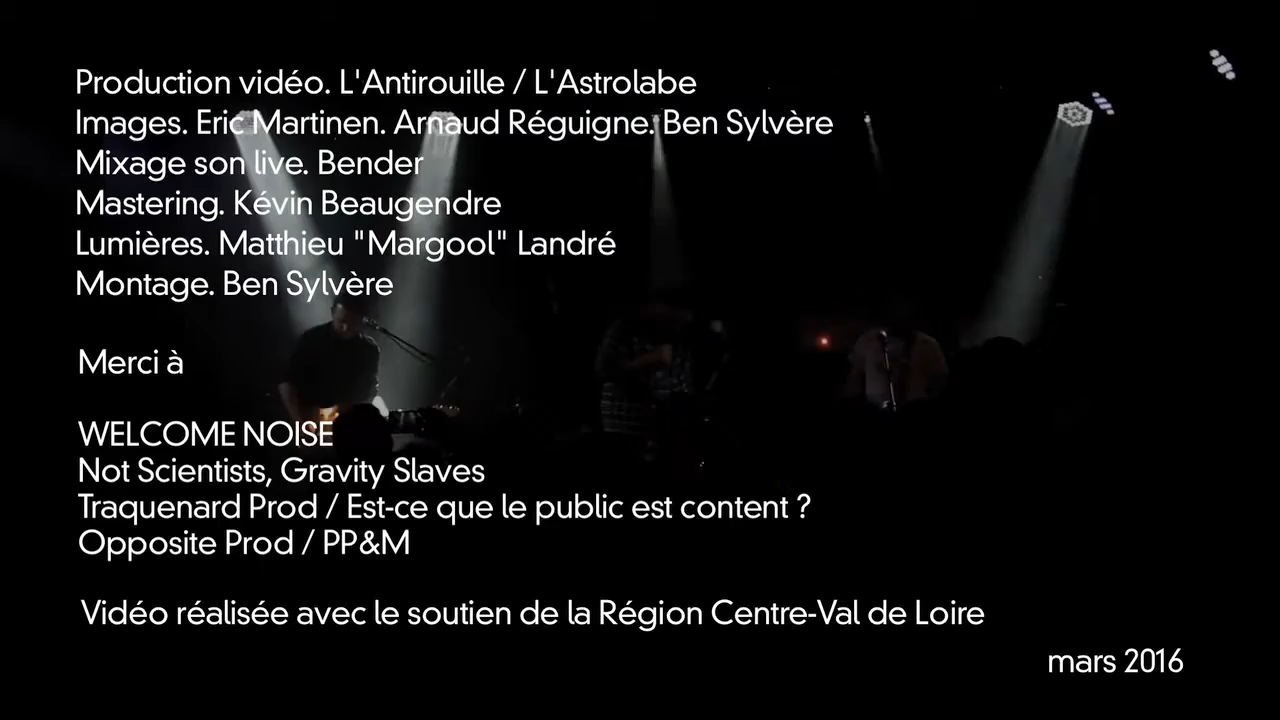 Production vidéo. L'Antirouille / L'Astrolabe
Images. Eric Martinen. Arnaud Réguigne. Ben Sylvère
Mixage son live. Bender
Mastering. Kévin Beaugendre
Lumières. Matthieu "Margool" Landré
Montage. Ben Sylvère
Merci à
WELCOME NOISE
Not Scientists, Gravity Slaves
Traquenard Prod / Est-ce que le public est content ?
Opposite Prod / PP&M
Vidéo réalisée avec le soutien de la Région Centre-Val de Loire
mars 2016